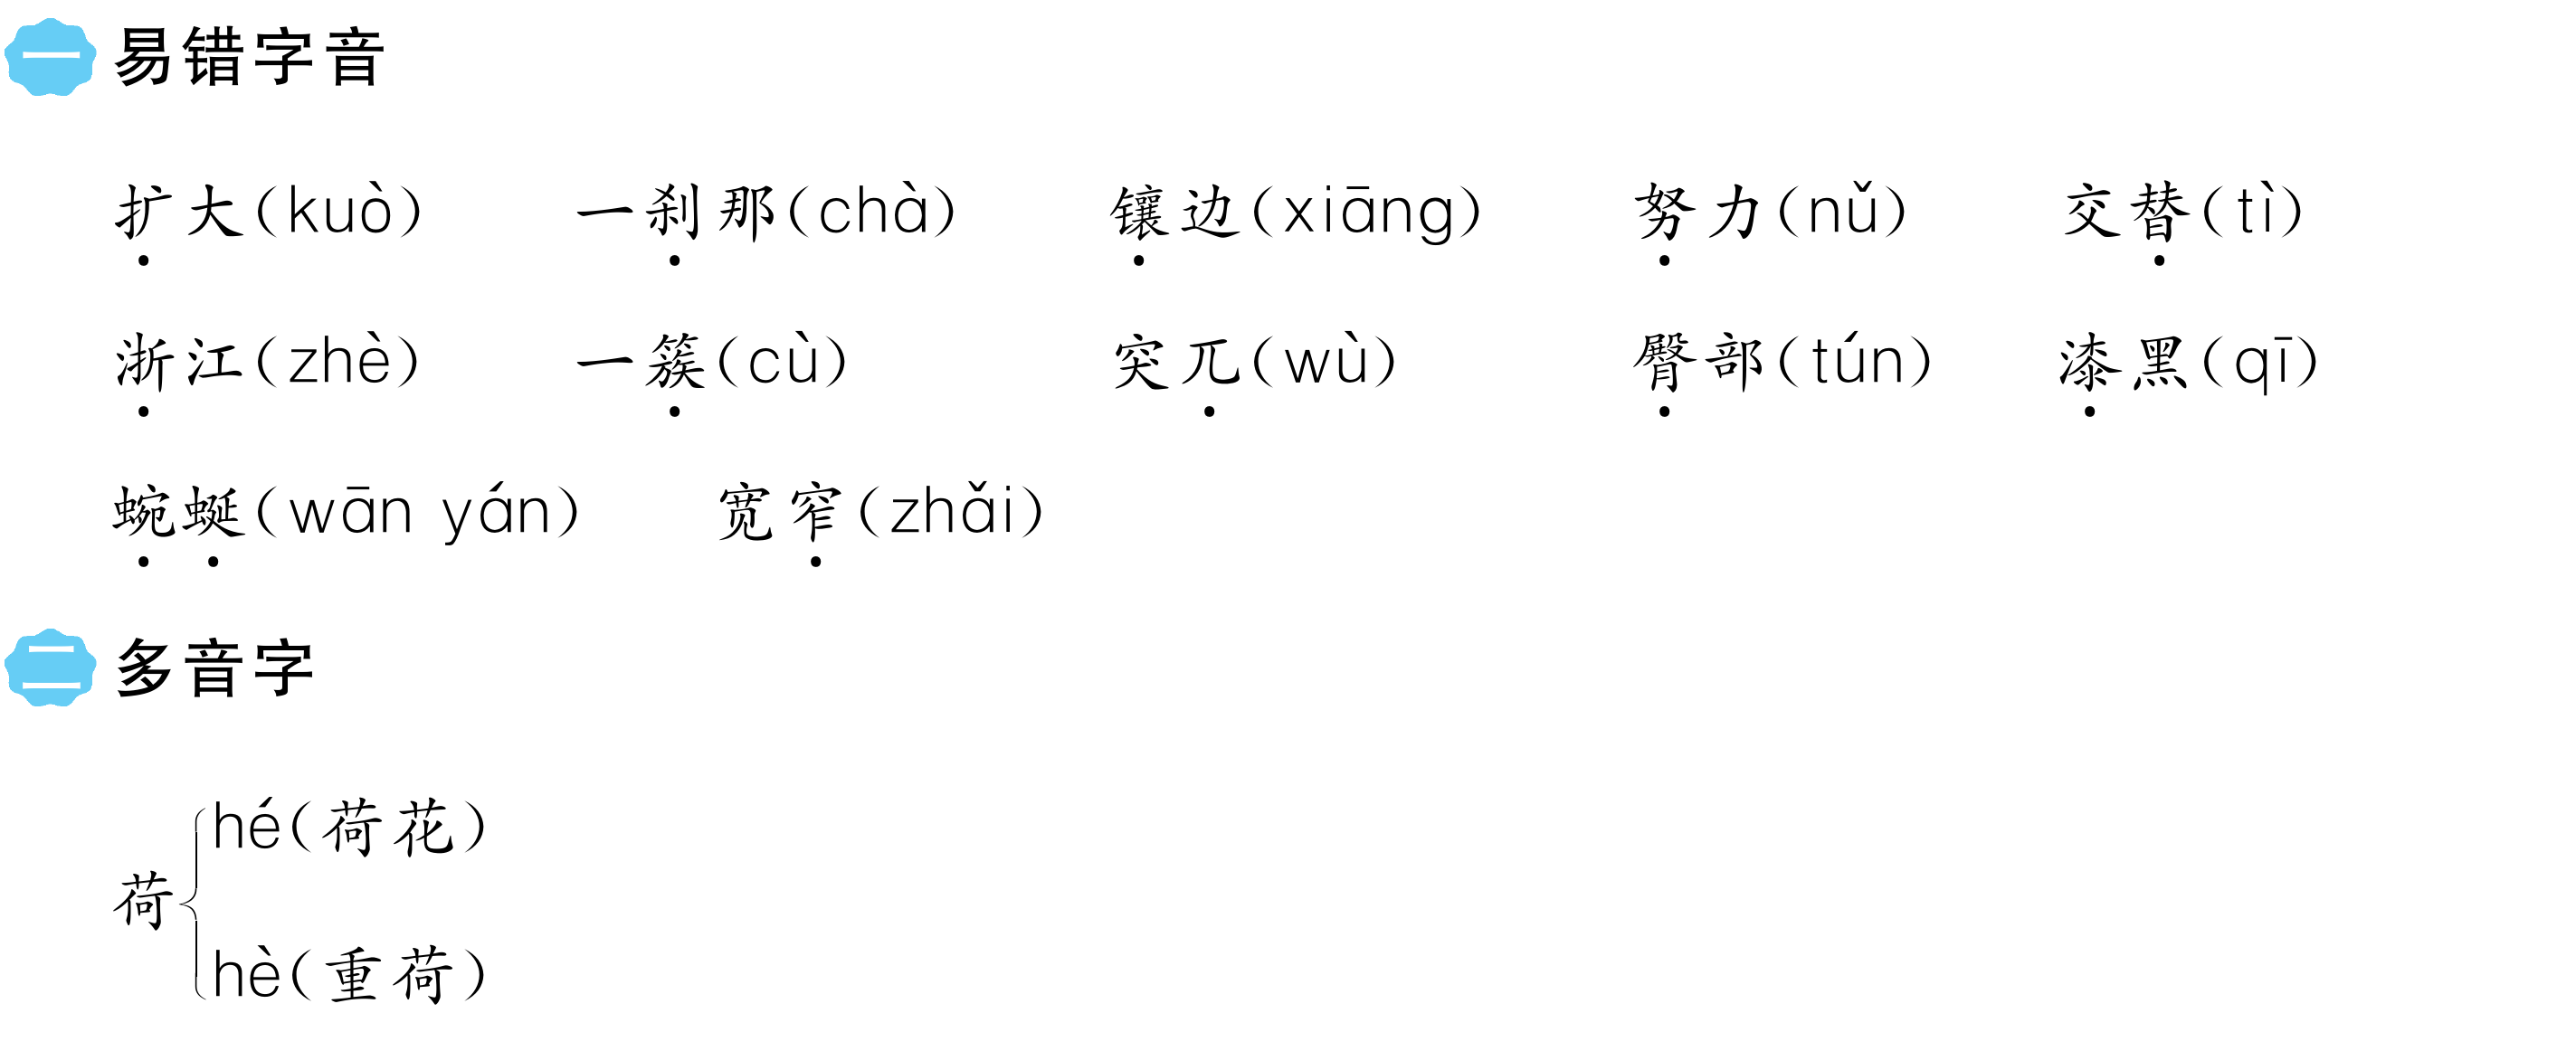 一 易错字音
扩大(kuò) 一刹那(chà) 镶边(xiāng) 努力(nǔ) 交替(tì)
浙江(zhè) 一簇(cù) 突兀(wù) 臀部(tún) 漆黑(qī)
蜿蜒(wān yán) 宽窄(zhǎi)
二 多音字
hé(荷花)
荷
hè(重荷)